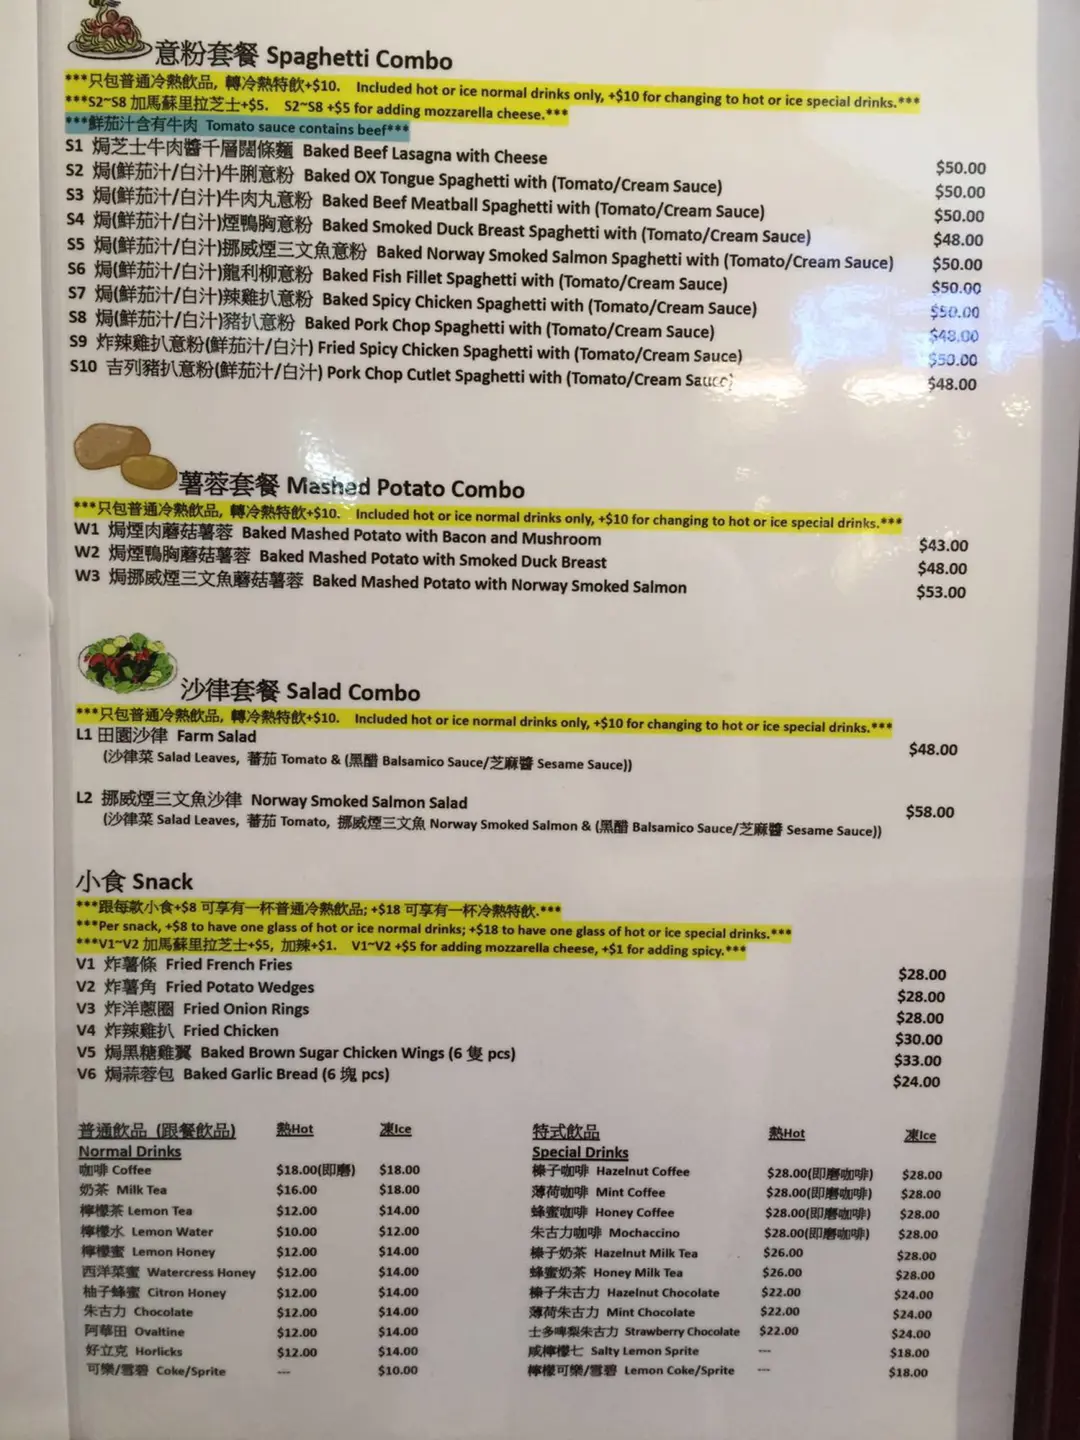 意粉套餐 Spaghetti Combo
***只包普通冷熱飲品, 轉冷熱特飲+$10. Included hot or ice normal drinks only, +$10 for changing to hot or ice special drinks.***
***S2~S8 加馬蘇里拉芝士+$5. S2~S8 +$5 for adding mozzarella cheese.***
***鮮茄汁含有牛肉 Tomato sauce contains beef***
S1 焗芝士牛肉醬千層闊條麵 Baked Beef Lasagna with Cheese $50.00
S2 焗(鮮茄汁/白汁)牛脷意粉 Baked OX Tongue Spaghetti with (Tomato/Cream Sauce) $50.00
S3 焗(鮮茄汁/白汁)牛肉丸意粉 Baked Beef Meatball Spaghetti with (Tomato/Cream Sauce) $50.00
S4 焗(鮮茄汁/白汁)煙鴨胸意粉 Baked Smoked Duck Breast Spaghetti with (Tomato/Cream Sauce) $48.00
S5 焗(鮮茄汁/白汁)挪威煙三文魚意粉 Baked Norway Smoked Salmon Spaghetti with (Tomato/Cream Sauce) $50.00
S6 焗(鮮茄汁/白汁)龍利柳意粉 Baked Fish Fillet Spaghetti with (Tomato/Cream Sauce) $50.00
S7 焗(鮮茄汁/白汁)辣雞扒意粉 Baked Spicy Chicken Spaghetti with (Tomato/Cream Sauce) $50.00
S8 焗(鮮茄汁/白汁)豬扒意粉 Baked Pork Chop Spaghetti with (Tomato/Cream Sauce) $48.00
S9 炸辣雞扒意粉(鮮茄汁/白汁) Fried Spicy Chicken Spaghetti with (Tomato/Cream Sauce) $50.00
S10 吉列豬扒意粉(鮮茄汁/白汁) Pork Chop Cutlet Spaghetti with (Tomato/Cream Sauce) $48.00
薯蓉套餐 Mashed Potato Combo
***只包普通冷熱飲品, 轉冷熱特飲+$10. Included hot or ice normal drinks only, +$10 for changing to hot or ice special drinks.***
W1 焗煙肉蘑菇薯蓉 Baked Mashed Potato with Bacon and Mushroom $43.00
W2 焗煙鴨胸蘑菇薯蓉 Baked Mashed Potato with Smoked Duck Breast $48.00
W3 焗挪威煙三文魚蘑菇薯蓉 Baked Mashed Potato with Norway Smoked Salmon $53.00
沙律套餐 Salad Combo
***只包普通冷熱飲品, 轉冷熱特飲+$10. Included hot or ice normal drinks only, +$10 for changing to hot or ice special drinks.***
L1 田園沙律 Farm Salad $48.00
(沙律菜 Salad Leaves, 蕃茄 Tomato & (黑醋 Balsamico Sauce/芝麻醬 Sesame Sauce))
L2 挪威煙三文魚沙律 Norway Smoked Salmon Salad $58.00
(沙律菜 Salad Leaves, 蕃茄 Tomato, 挪威煙三文魚 Norway Smoked Salmon & (黑醋 Balsamico Sauce/芝麻醬 Sesame Sauce))
小食 Snack
***跟每款小食+$8 可享有一杯普通冷熱飲品; +$18 可享有一杯冷熱特飲.***
***Per snack, +$8 to have one glass of hot or ice normal drinks; +$18 to have one glass of hot or ice special drinks.***
***V1~V2 加馬蘇里拉芝士+$5, 加辣+$1. V1~V2 +$5 for adding mozzarella cheese, +$1 for adding spicy.***
V1 炸薯條 Fried French Fries $28.00
V2 炸薯角 Fried Potato Wedges $28.00
V3 炸洋蔥圈 Fried Onion Rings $28.00
V4 炸辣雞扒 Fried Chicken $30.00
V5 焗黑糖雞翼 Baked Brown Sugar Chicken Wings (6 隻 pcs) $33.00
V6 焗蒜蓉包 Baked Garlic Bread (6 塊 pcs) $24.00
普通飲品 (跟餐飲品) 熱Hot 凍Ice
Normal Drinks
咖啡 Coffee $18.00(即磨) $18.00
奶茶 Milk Tea $16.00 $18.00
檸檬茶 Lemon Tea $12.00 $14.00
檸檬水 Lemon Water $10.00 $12.00
檸檬蜜 Lemon Honey $12.00 $14.00
西洋菜蜜 Watercress Honey $12.00 $14.00
柚子蜂蜜 Citron Honey $12.00 $14.00
朱古力 Chocolate $12.00 $14.00
阿華田 Ovaltine $12.00 $14.00
好立克 Horlicks $12.00 $14.00
可樂/雪碧 Coke/Sprite --- $10.00
特式飲品 熱Hot 凍Ice
Special Drinks
榛子咖啡 Hazelnut Coffee $28.00(即磨咖啡) $28.00
薄荷咖啡 Mint Coffee $28.00(即磨咖啡) $28.00
蜂蜜咖啡 Honey Coffee $28.00(即磨咖啡) $28.00
朱古力咖啡 Mochaccino $28.00(即磨咖啡) $28.00
榛子奶茶 Hazelnut Milk Tea $26.00 $28.00
蜂蜜奶茶 Honey Milk Tea $26.00 $28.00
榛子朱古力 Hazelnut Chocolate $22.00 $24.00
薄荷朱古力 Mint Chocolate $22.00 $24.00
士多啤梨朱古力 Strawberry Chocolate $22.00 $24.00
咸檸檬七 Salty Lemon Sprite --- $18.00
檸檬可樂/雪碧 Lemon Coke/Sprite --- $18.00